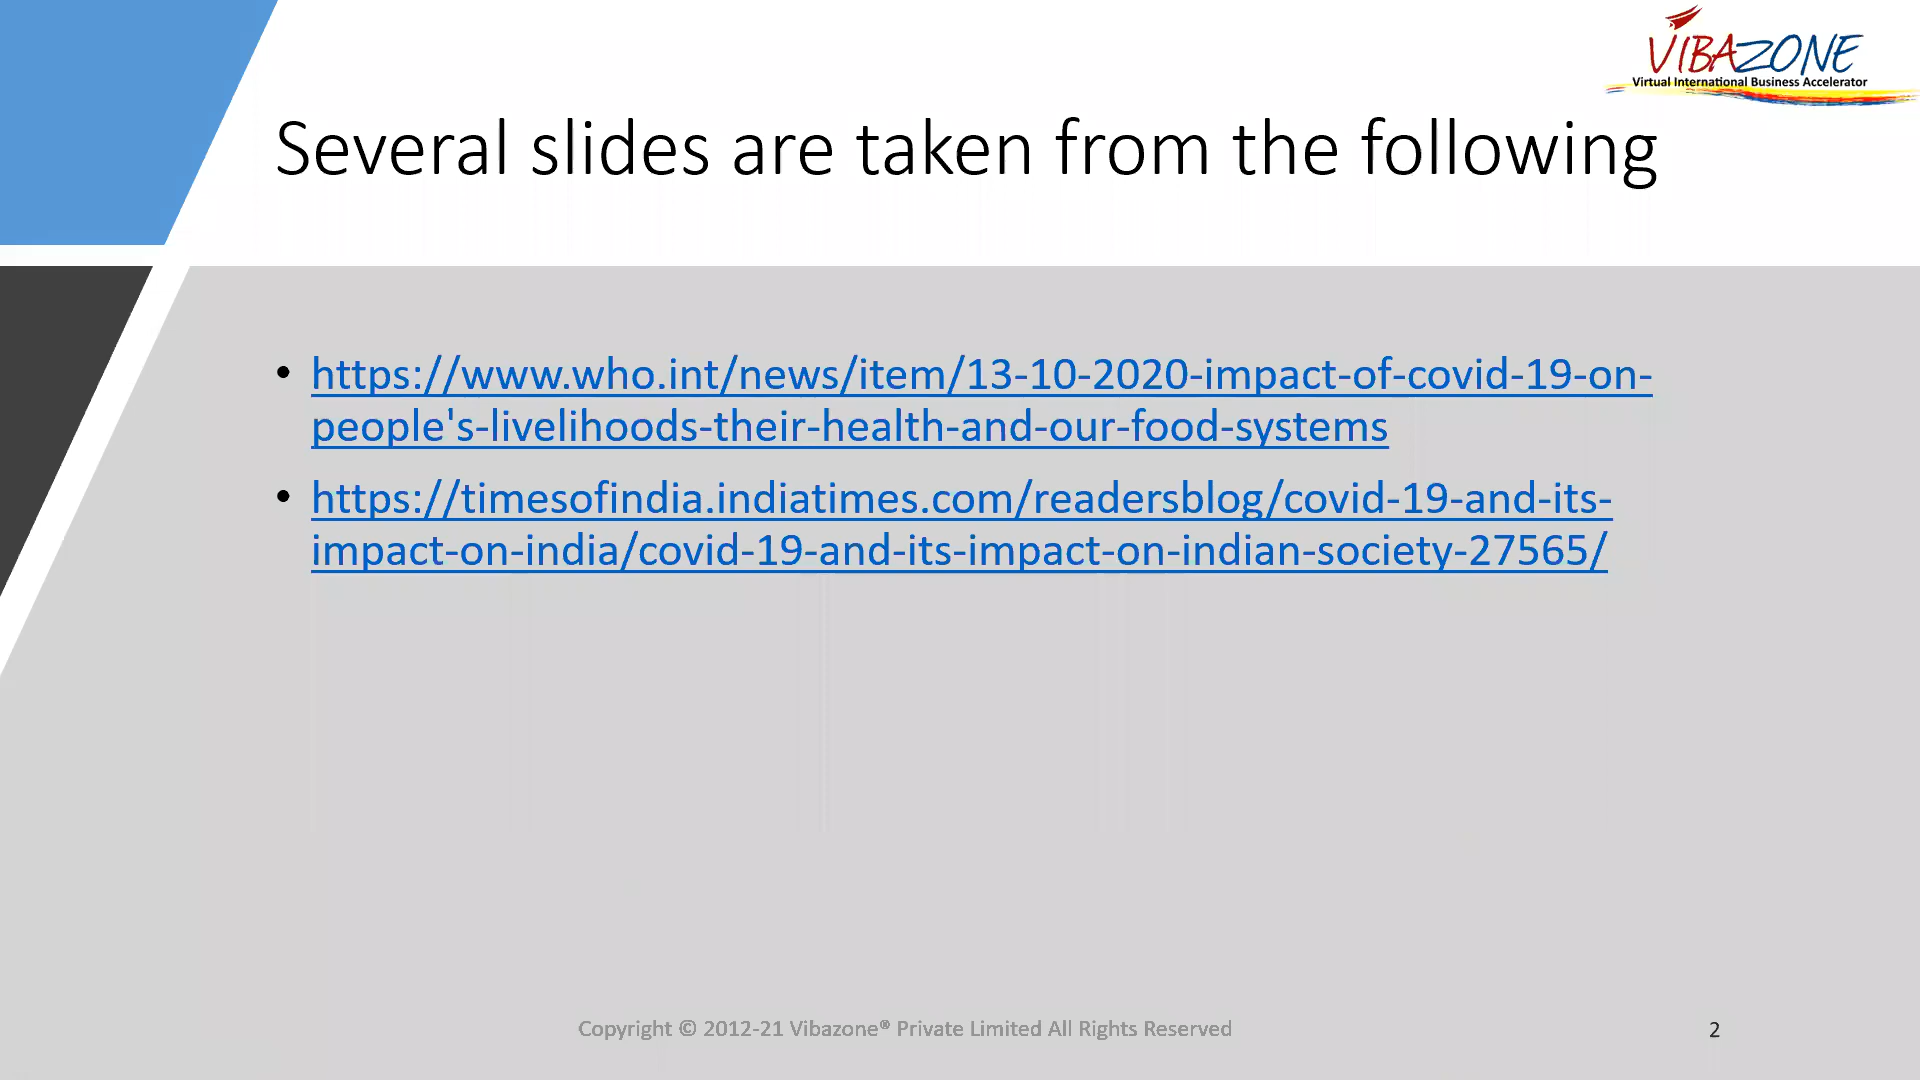 VIBAZONE
Virtual International Business Accelerator
Several slides are taken from the following
• https://www.who.int/news/item/13-10-2020-impact-of-covid-19-on-
people's-livelihoods-their-health-and-our-food-systems
• https://timesofindia.indiatimes.com/readersblog/covid-19-and-its-
impact-on-india/covid-19-and-its-impact-on-indian-society-27565/
Copyright © 2012-21 Vibazone® Private Limited All Rights Reserved
2